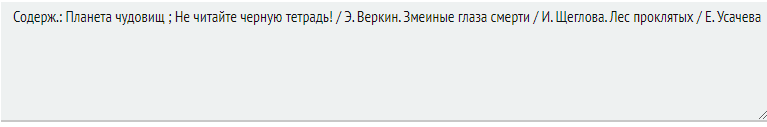 Содерж.: Планета чудовищ ; Не читайте черную тетрадь! / Э. Веркин. Змеиные глаза смерти / И. Щеглова. Лес проклятых / Е. Усачева